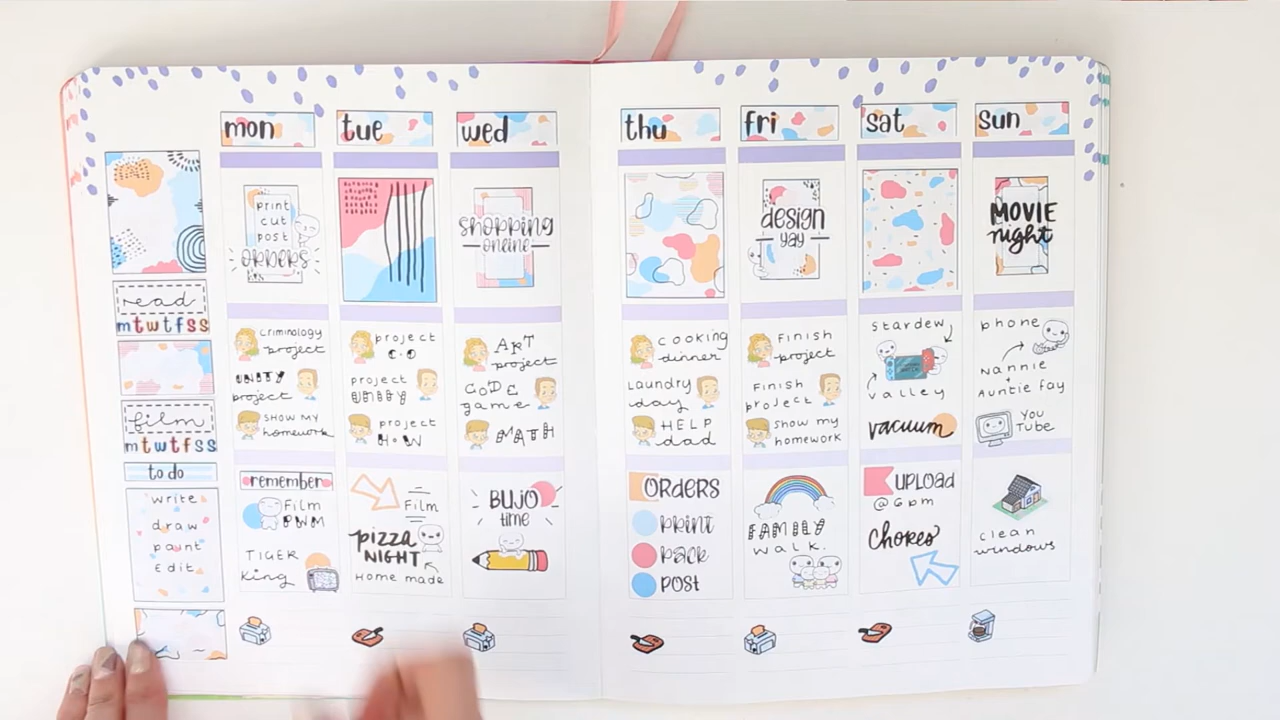 mon
tue
wed
thu
fri
sat
sun
read
mtwtfss
film
mtwtfss
to do
write
draw
paint
Edit
print
cut
post
ORDERS
criminology
project
UNITY
project
SHOW MY
homework
remember
Film
PWM
TIGER
King
project
C.O
project
UNITY
project
H.W
Film
pizza
NIGHT
Home made
shopping
online
ART
project
CODE
game
MATH
BUJO
time
cooking
dinner
Laundry
day
HELP
dad
ORDERS
PRINT
PACK
POST
design
yay
Finish
project
Finish
project
show my
homework
FAMILY
walk.
Stardew
valley
vacuum
UPLOAD
@6pm
Choreo
MOVIE
night
phone
Nannie
+
Auntie fay
YOU
TUBE
clean
windows